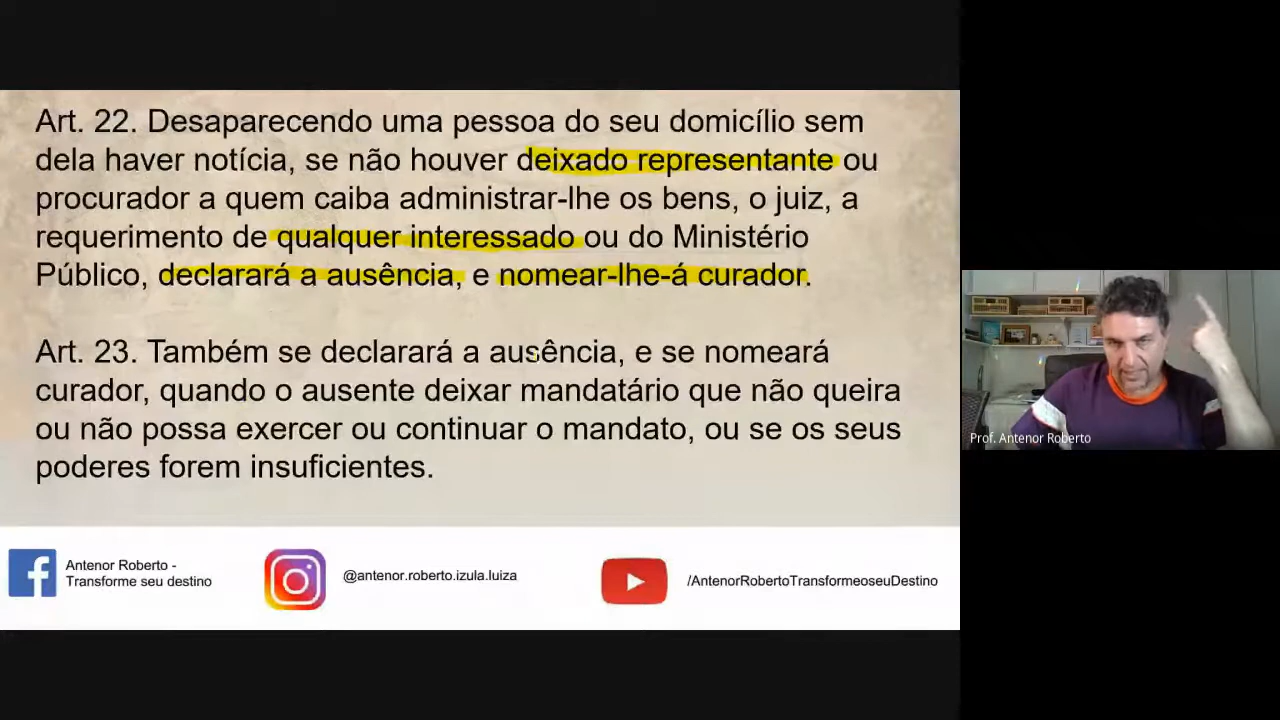 Art. 22. Desaparecendo uma pessoa do seu domicílio sem
dela haver notícia, se não houver deixado representante ou
procurador a quem caiba administrar-lhe os bens, o juiz, a
requerimento de qualquer interessado ou do Ministério
Público, declarará a ausência, e nomear-lhe-á curador.
Art. 23. Também se declarará a ausência, e se nomeará
curador, quando o ausente deixar mandatário que não queira
ou não possa exercer ou continuar o mandato, ou se os seus
poderes forem insuficientes.
Prof. Antenor Roberto
Antenor Roberto -
Transforme seu destino
@antenor.roberto.izula.luiza
/AntenorRobertoTransformeoseuDestino